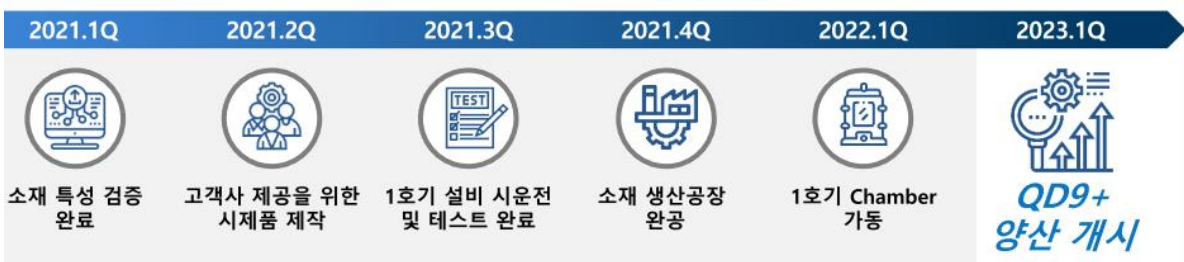 2021.1Q
2021.2Q
2021.3Q
2021.4Q
2022.1Q
2023.1Q
TEST
소재 특성 검증
완료
고객사 제공을 위한
시제품 제작
1호기 설비 시운전
및 테스트 완료
소재 생산공장
완공
1호기 Chamber
가동
QD9+
양산 개시